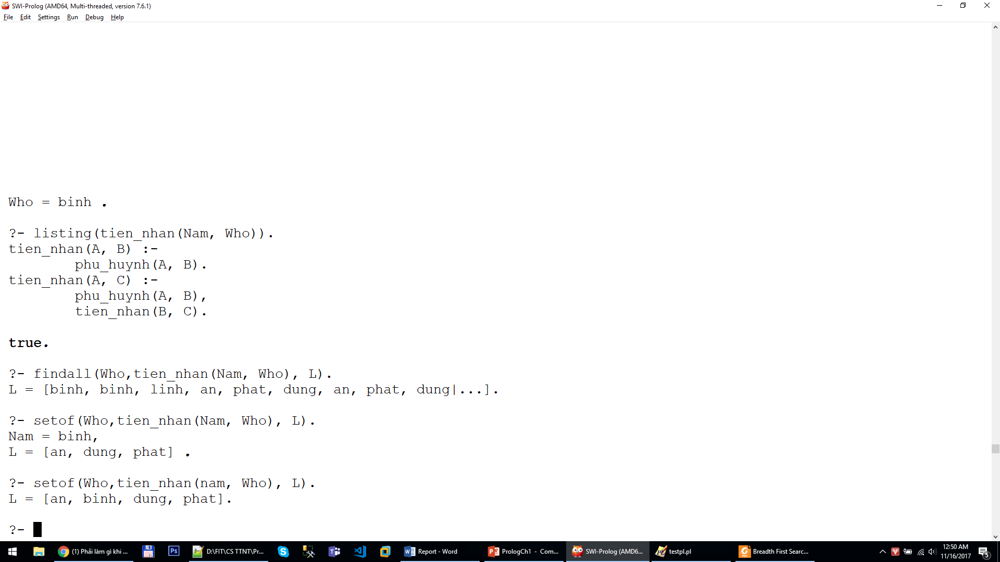 SWI-Prolog (AMD64, Multi-threaded, version 7.6.1)
File Edit Settings Run Debug Help
Who = binh .
?- listing(tien_nhan(Nam, Who)).
tien_nhan(A, B) :-
phu_huynh(A, B).
tien_nhan(A, C) :-
phu_huynh(A, B),
tien_nhan(B, C).
true.
?- findall(Who,tien_nhan(Nam, Who), L).
L = [binh, binh, linh, an, phat, dung, an, phat, dung|...].
?- setof(Who,tien_nhan(Nam, Who), L).
Nam = binh,
L = [an, dung, phat] .
?- setof(Who,tien_nhan(nam, Who), L).
L = [an, binh, dung, phat].
?-
(1) Phải làm gì khi ... Ps D:\FIT\CS TTNT\Pr... Report - Word PrologCh1 - Com... SWI-Prolog (AMD6... testpl.pl Breadth First Searc... 12:50 AM
11/16/2017 5